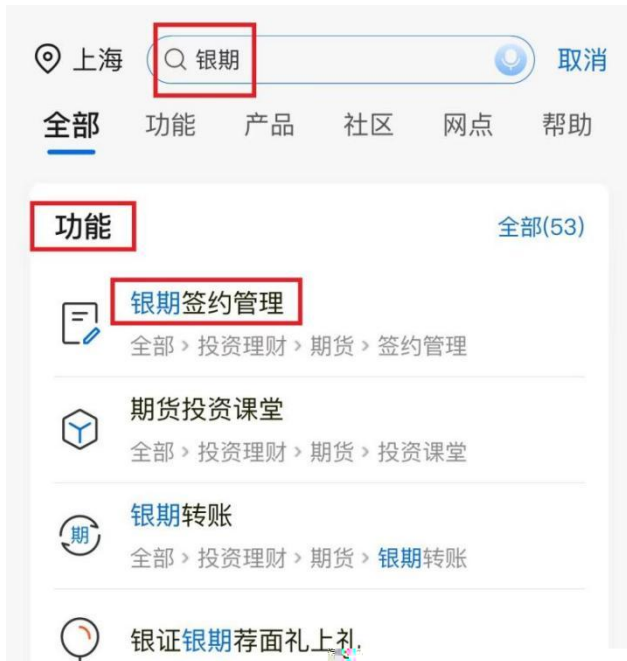 上海 银期 取消
全部 功能 产品 社区 网点 帮助
功能 全部(53)
银期签约管理
全部 > 投资理财 > 期货 > 签约管理
期货投资课堂
全部 > 投资理财 > 期货 > 投资课堂
期
银期转账
全部 > 投资理财 > 期货 > 银期转账
银证银期荐面礼上礼